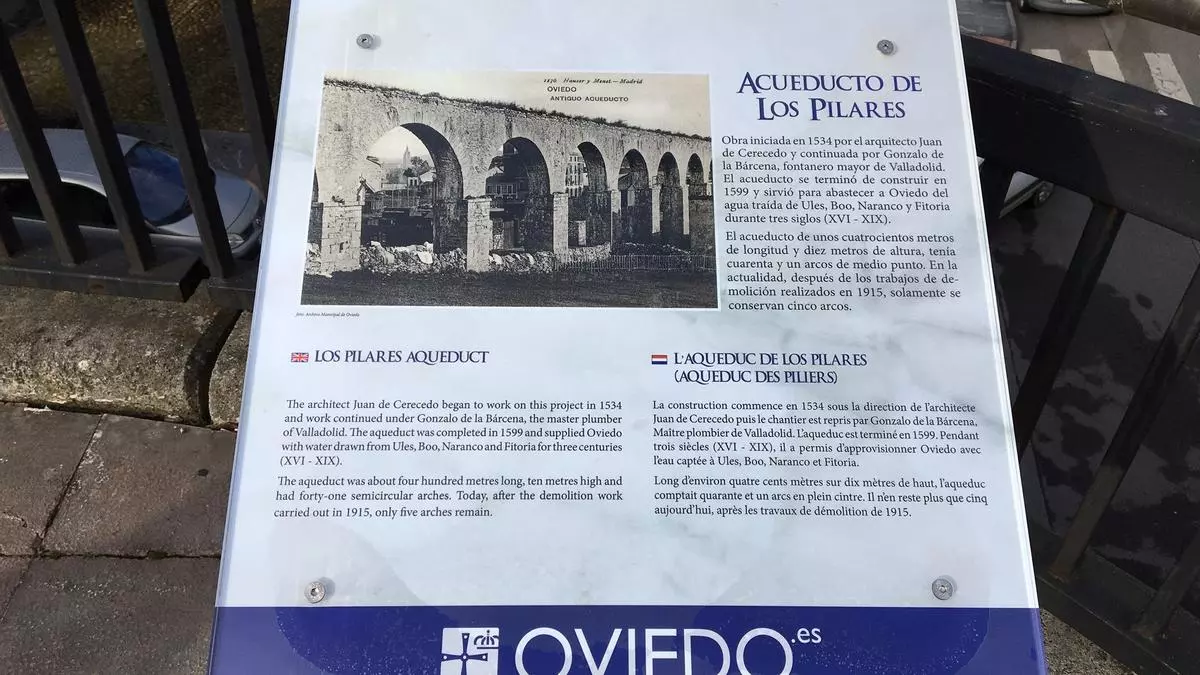 1170. Hauser y Menet.-Madrid
OVIEDO
ANTIGUO ACUEDUCTO
Foto: Archivo Municipal de Oviedo
ACUEDUCTO DE
LOS PILARES
Obra iniciada en 1534 por el arquitecto Juan
de Cerecedo y continuada por Gonzalo de
la Bárcena, fontanero mayor de Valladolid.
El acueducto se terminó de construir en
1599 y sirvió para abastecer a Oviedo del
agua traída de Ules, Boo, Naranco y Fitoria
durante tres siglos (XVI - XIX).
El acueducto de unos cuatrocientos metros
de longitud y diez metros de altura, tenía
cuarenta y un arcos de medio punto. En la
actualidad, después de los trabajos de de-
molición realizados en 1915, solamente se
conservan cinco arcos.
LOS PILARES AQUEDUCT
The architect Juan de Cerecedo began to work on this project in 1534
and work continued under Gonzalo de la Bárcena, the master plumber
of Valladolid. The aqueduct was completed in 1599 and supplied Oviedo
with water drawn from Ules, Boo, Naranco and Fitoria for three centuries
(XVI - XIX).
The aqueduct was about four hundred metres long, ten metres high and
had forty-one semicircular arches. Today, after the demolition work
carried out in 1915, only five arches remain.
L'AQUEDUC DE LOS PILARES
(AQUEDUC DES PILIERS)
La construction commence en 1534 sous la direction de l'architecte
Juan de Cerecedo puis le chantier est repris par Gonzalo de la Bárcena,
Maître plombier de Valladolid. L'aqueduc est terminé en 1599. Pendant
trois siècles (XVI - XIX), il a permis d'approvisionner Oviedo avec
l'eau captée à Ules, Boo, Naranco et Fitoria.
Long d'environ quatre cents mètres sur dix mètres de haut, l'aqueduc
comptait quarante et un arcs en plein cintre. Il n'en reste plus que cinq
aujourd'hui, après les travaux de démolition de 1915.
OVIEDO.es